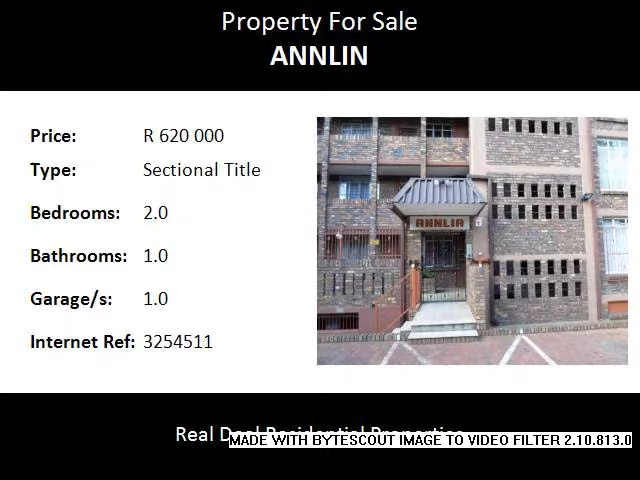 Property For Sale
ANNLIN
Price: R 620 000
Type: Sectional Title
Bedrooms: 2.0
Bathrooms: 1.0
Garage/s: 1.0
Internet Ref: 3254511
ANNLIA
Real Deal Residential Properties
MADE WITH BYTESCOUT IMAGE TO VIDEO FILTER 2.10.813.0